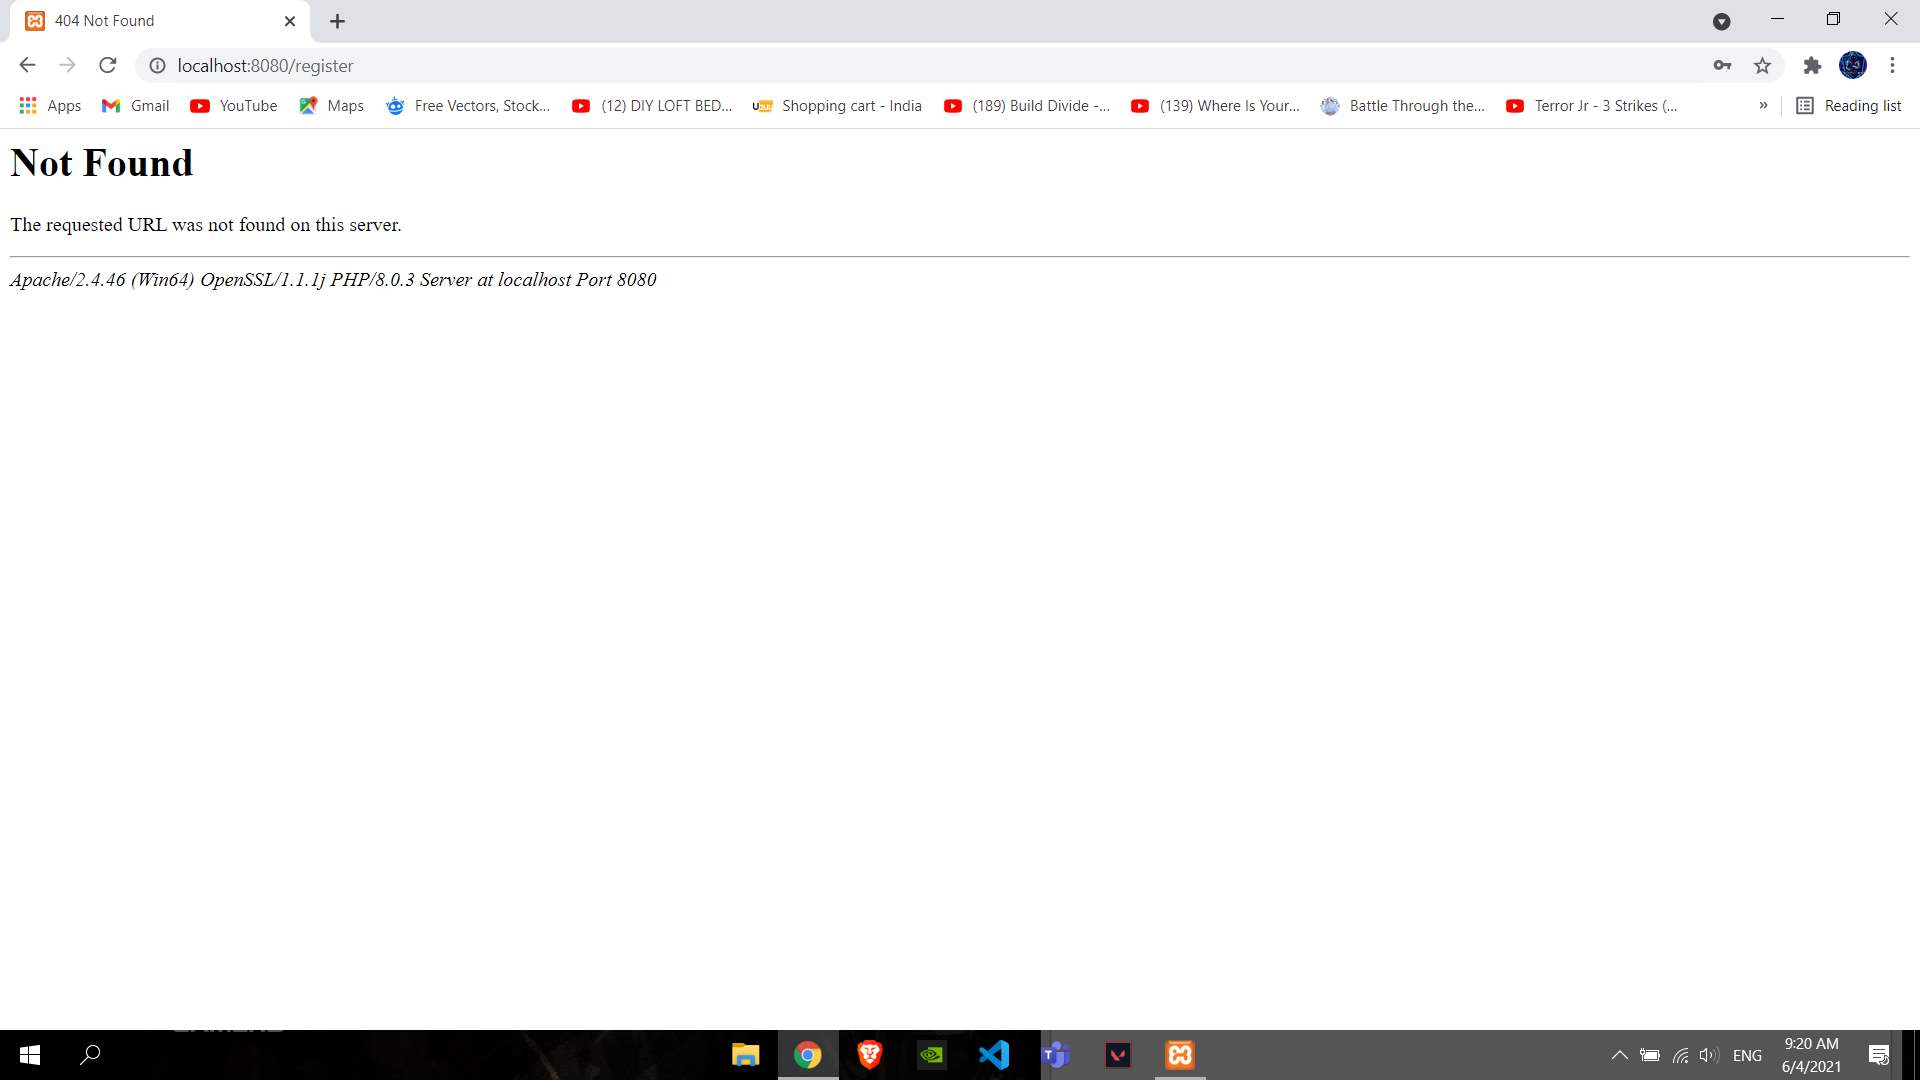 404 Not Found
localhost:8080/register
Apps
Gmail
YouTube
Maps
Free Vectors, Stock...
(12) DIY LOFT BED...
Shopping cart - India
(189) Build Divide -...
(139) Where Is Your...
Battle Through the...
Terror Jr - 3 Strikes (...
»
Reading list
Not Found
The requested URL was not found on this server.
Apache/2.4.46 (Win64) OpenSSL/1.1.1j PHP/8.0.3 Server at localhost Port 8080
ENG
9:20 AM
6/4/2021